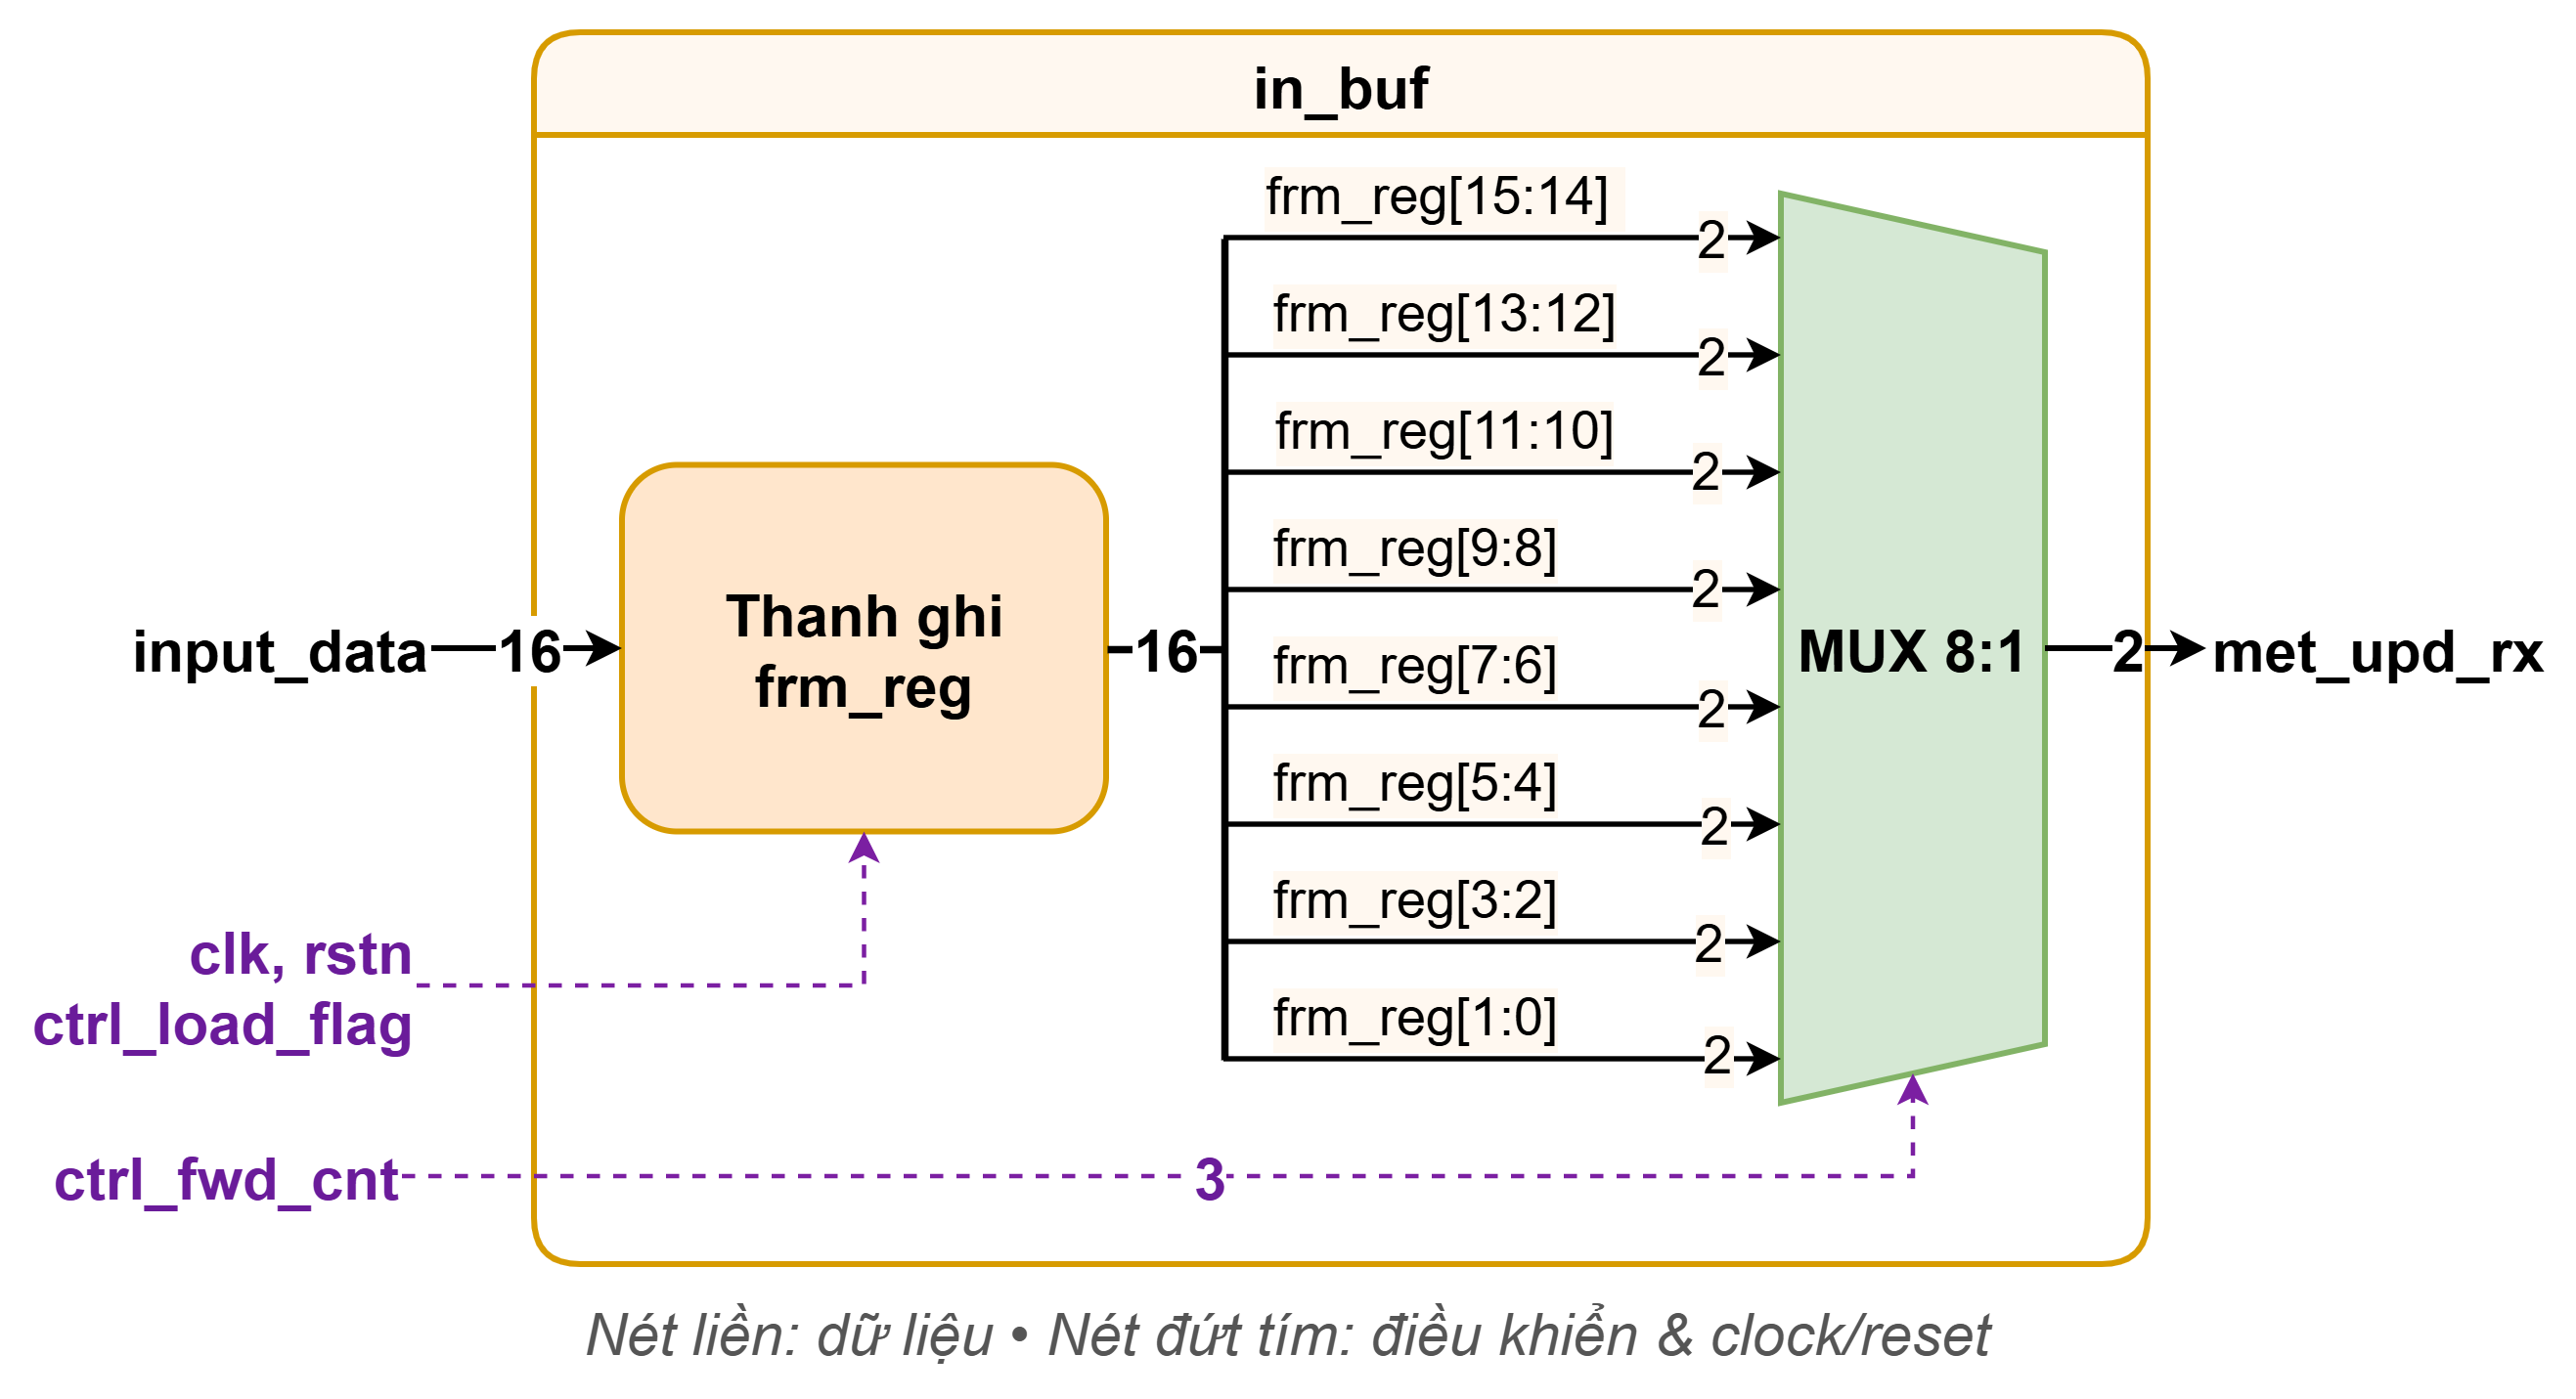 in_buf
frm_reg[15:14]
2
frm_reg[13:12]
2
frm_reg[11:10]
2
frm_reg[9:8]
2
input_data
16
Thanh ghi
frm_reg
16
frm_reg[7:6]
2
MUX 8:1
2
met_upd_rx
frm_reg[5:4]
2
frm_reg[3:2]
2
frm_reg[1:0]
2
clk, rstn
ctrl_load_flag
ctrl_fwd_cnt
3
Nét liền: dữ liệu • Nét đứt tím: điều khiển & clock/reset